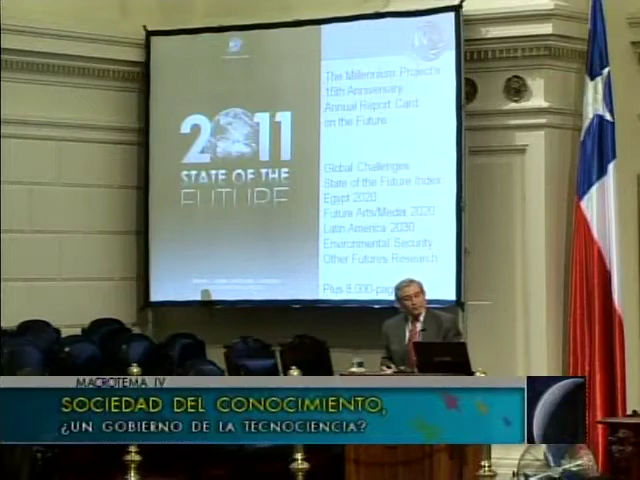 The Millennium Project's
15th Anniversary
Annual Report Card
on the Future
2011
STATE OF THE
FUTURE
Global Challenges
State of the Future Index
Egypt 2020
Future Arts/Media 2020
Latin America 2030
Environmental Security
Other Futures Research
Plus 8,000-pag
MACROTEMA IV
SOCIEDAD DEL CONOCIMIENTO,
¿UN GOBIERNO DE LA TECNOCIENCIA?